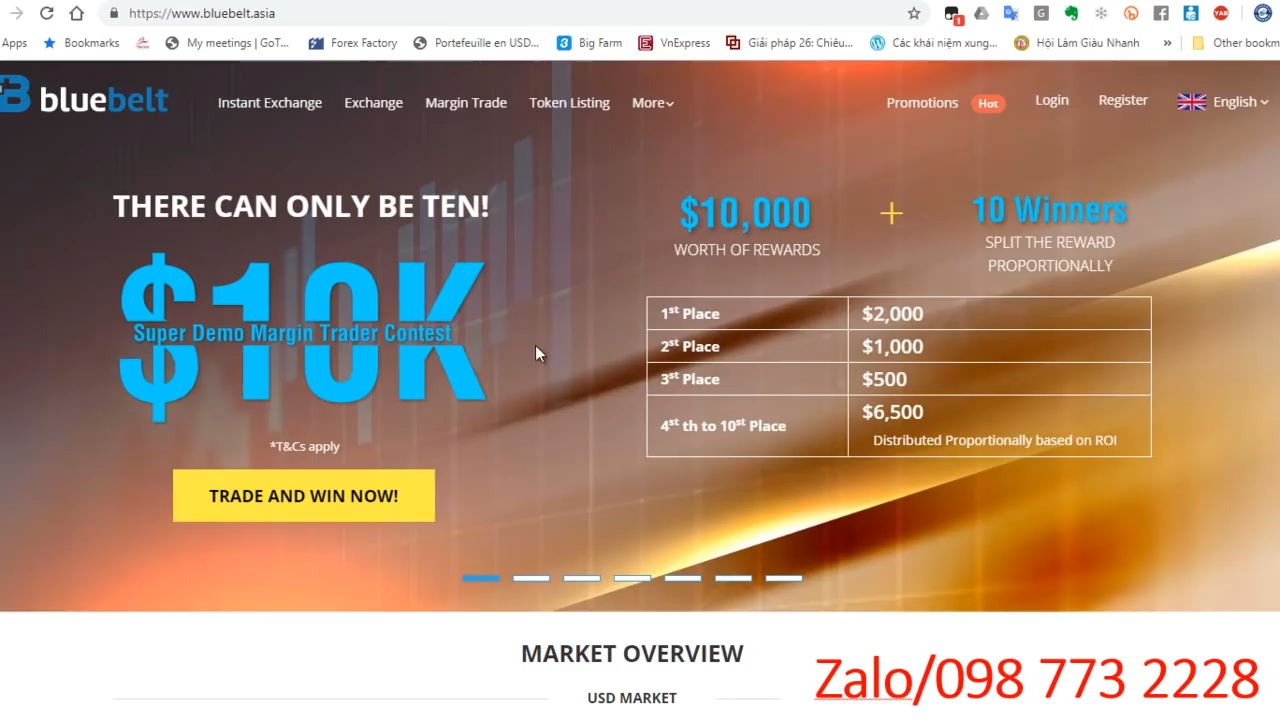 https://www.bluebelt.asia
1
G
YAB
Apps
Bookmarks
My meetings | GoT...
Forex Factory
Portefeuille en USD...
3
Big Farm
VnExpress
Giải pháp 26: Chiêu...
Các khái niệm xung...
Hội Làm Giàu Nhanh
»
Other bookm
bluebelt
Instant Exchange
Exchange
Margin Trade
Token Listing
More
Promotions
Hot
Login
Register
English
THERE CAN ONLY BE TEN!
$10K
Super Demo Margin Trader Contest
*T&Cs apply
TRADE AND WIN NOW!
$10,000
WORTH OF REWARDS
+
10 Winners
SPLIT THE REWARD
PROPORTIONALLY
1st Place
$2,000
2st Place
$1,000
3st Place
$500
4st th to 10st Place
$6,500
Distributed Proportionally based on ROI
MARKET OVERVIEW
USD MARKET
Zalo/098 773 2228